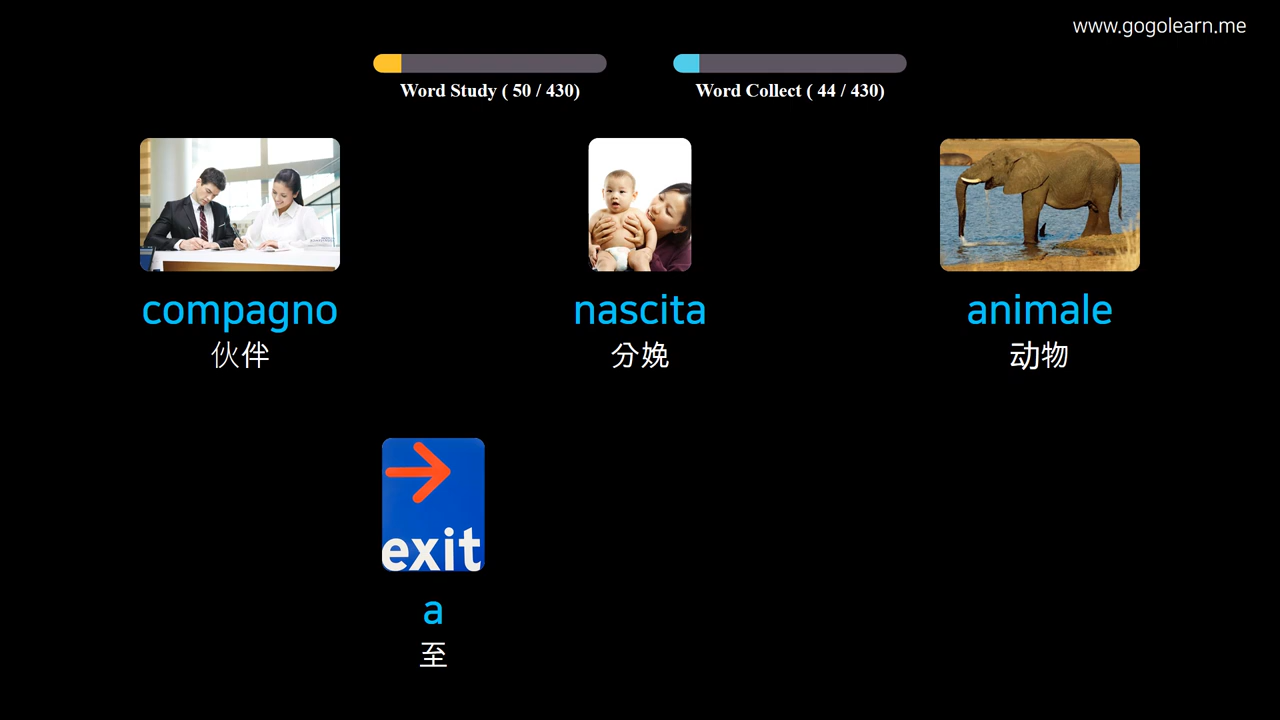 www.gogolearn.me
Word Study ( 50 / 430)
Word Collect ( 44 / 430)
compagno
伙伴
nascita
分娩
animale
动物
exit
a
至